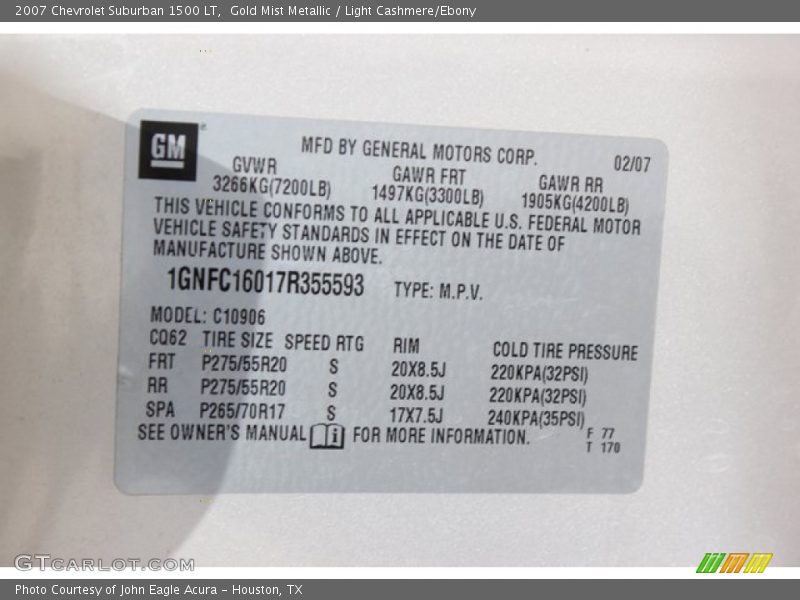 2007 Chevrolet Suburban 1500 LT,  Gold Mist Metallic / Light Cashmere/Ebony
GM
MFD BY GENERAL MOTORS CORP. 02/07
GVWR GAWR FRT GAWR RR
3266KG(7200LB) 1497KG(3300LB) 1905KG(4200LB)
THIS VEHICLE CONFORMS TO ALL APPLICABLE U.S. FEDERAL MOTOR
VEHICLE SAFETY STANDARDS IN EFFECT ON THE DATE OF
MANUFACTURE SHOWN ABOVE.
1GNFC16017R355593 TYPE: M.P.V.
MODEL: C10906
CQ62 TIRE SIZE SPEED RTG RIM COLD TIRE PRESSURE
FRT P275/55R20 S 20X8.5J 220KPA(32PSI)
RR P275/55R20 S 20X8.5J 220KPA(32PSI)
SPA P265/70R17 S 17X7.5J 240KPA(35PSI)
SEE OWNER'S MANUAL FOR MORE INFORMATION.
F 77
T 170
GTCARLOT.COM
Photo Courtesy of John Eagle Acura - Houston, TX